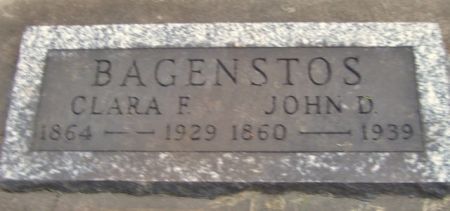 BAGENSTOS
CLARA F. JOHN D.
1864 — — 1929 1860 — 1939